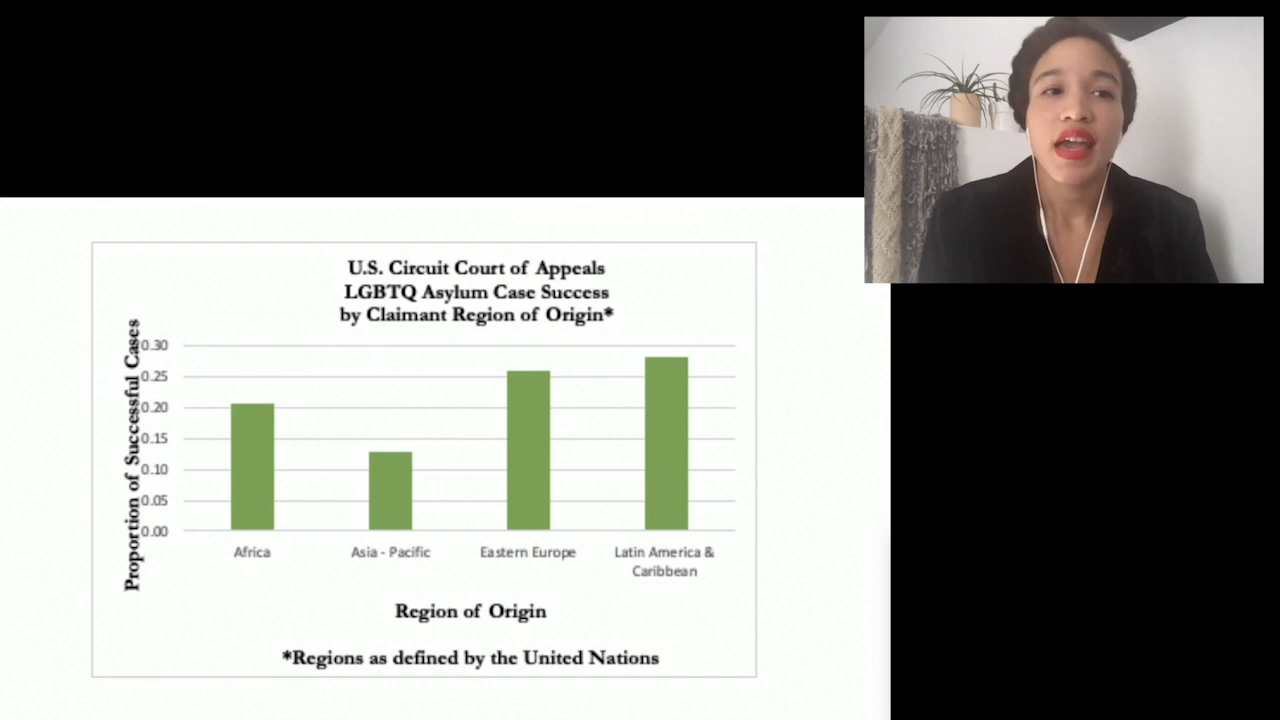 U.S. Circuit Court of Appeals
LGBTQ Asylum Case Success
by Claimant Region of Origin*
Proportion of Successful Cases
0.30
0.25
0.20
0.15
0.10
0.05
0.00
Africa
Asia - Pacific
Eastern Europe
Latin America &
Caribbean
Region of Origin
*Regions as defined by the United Nations